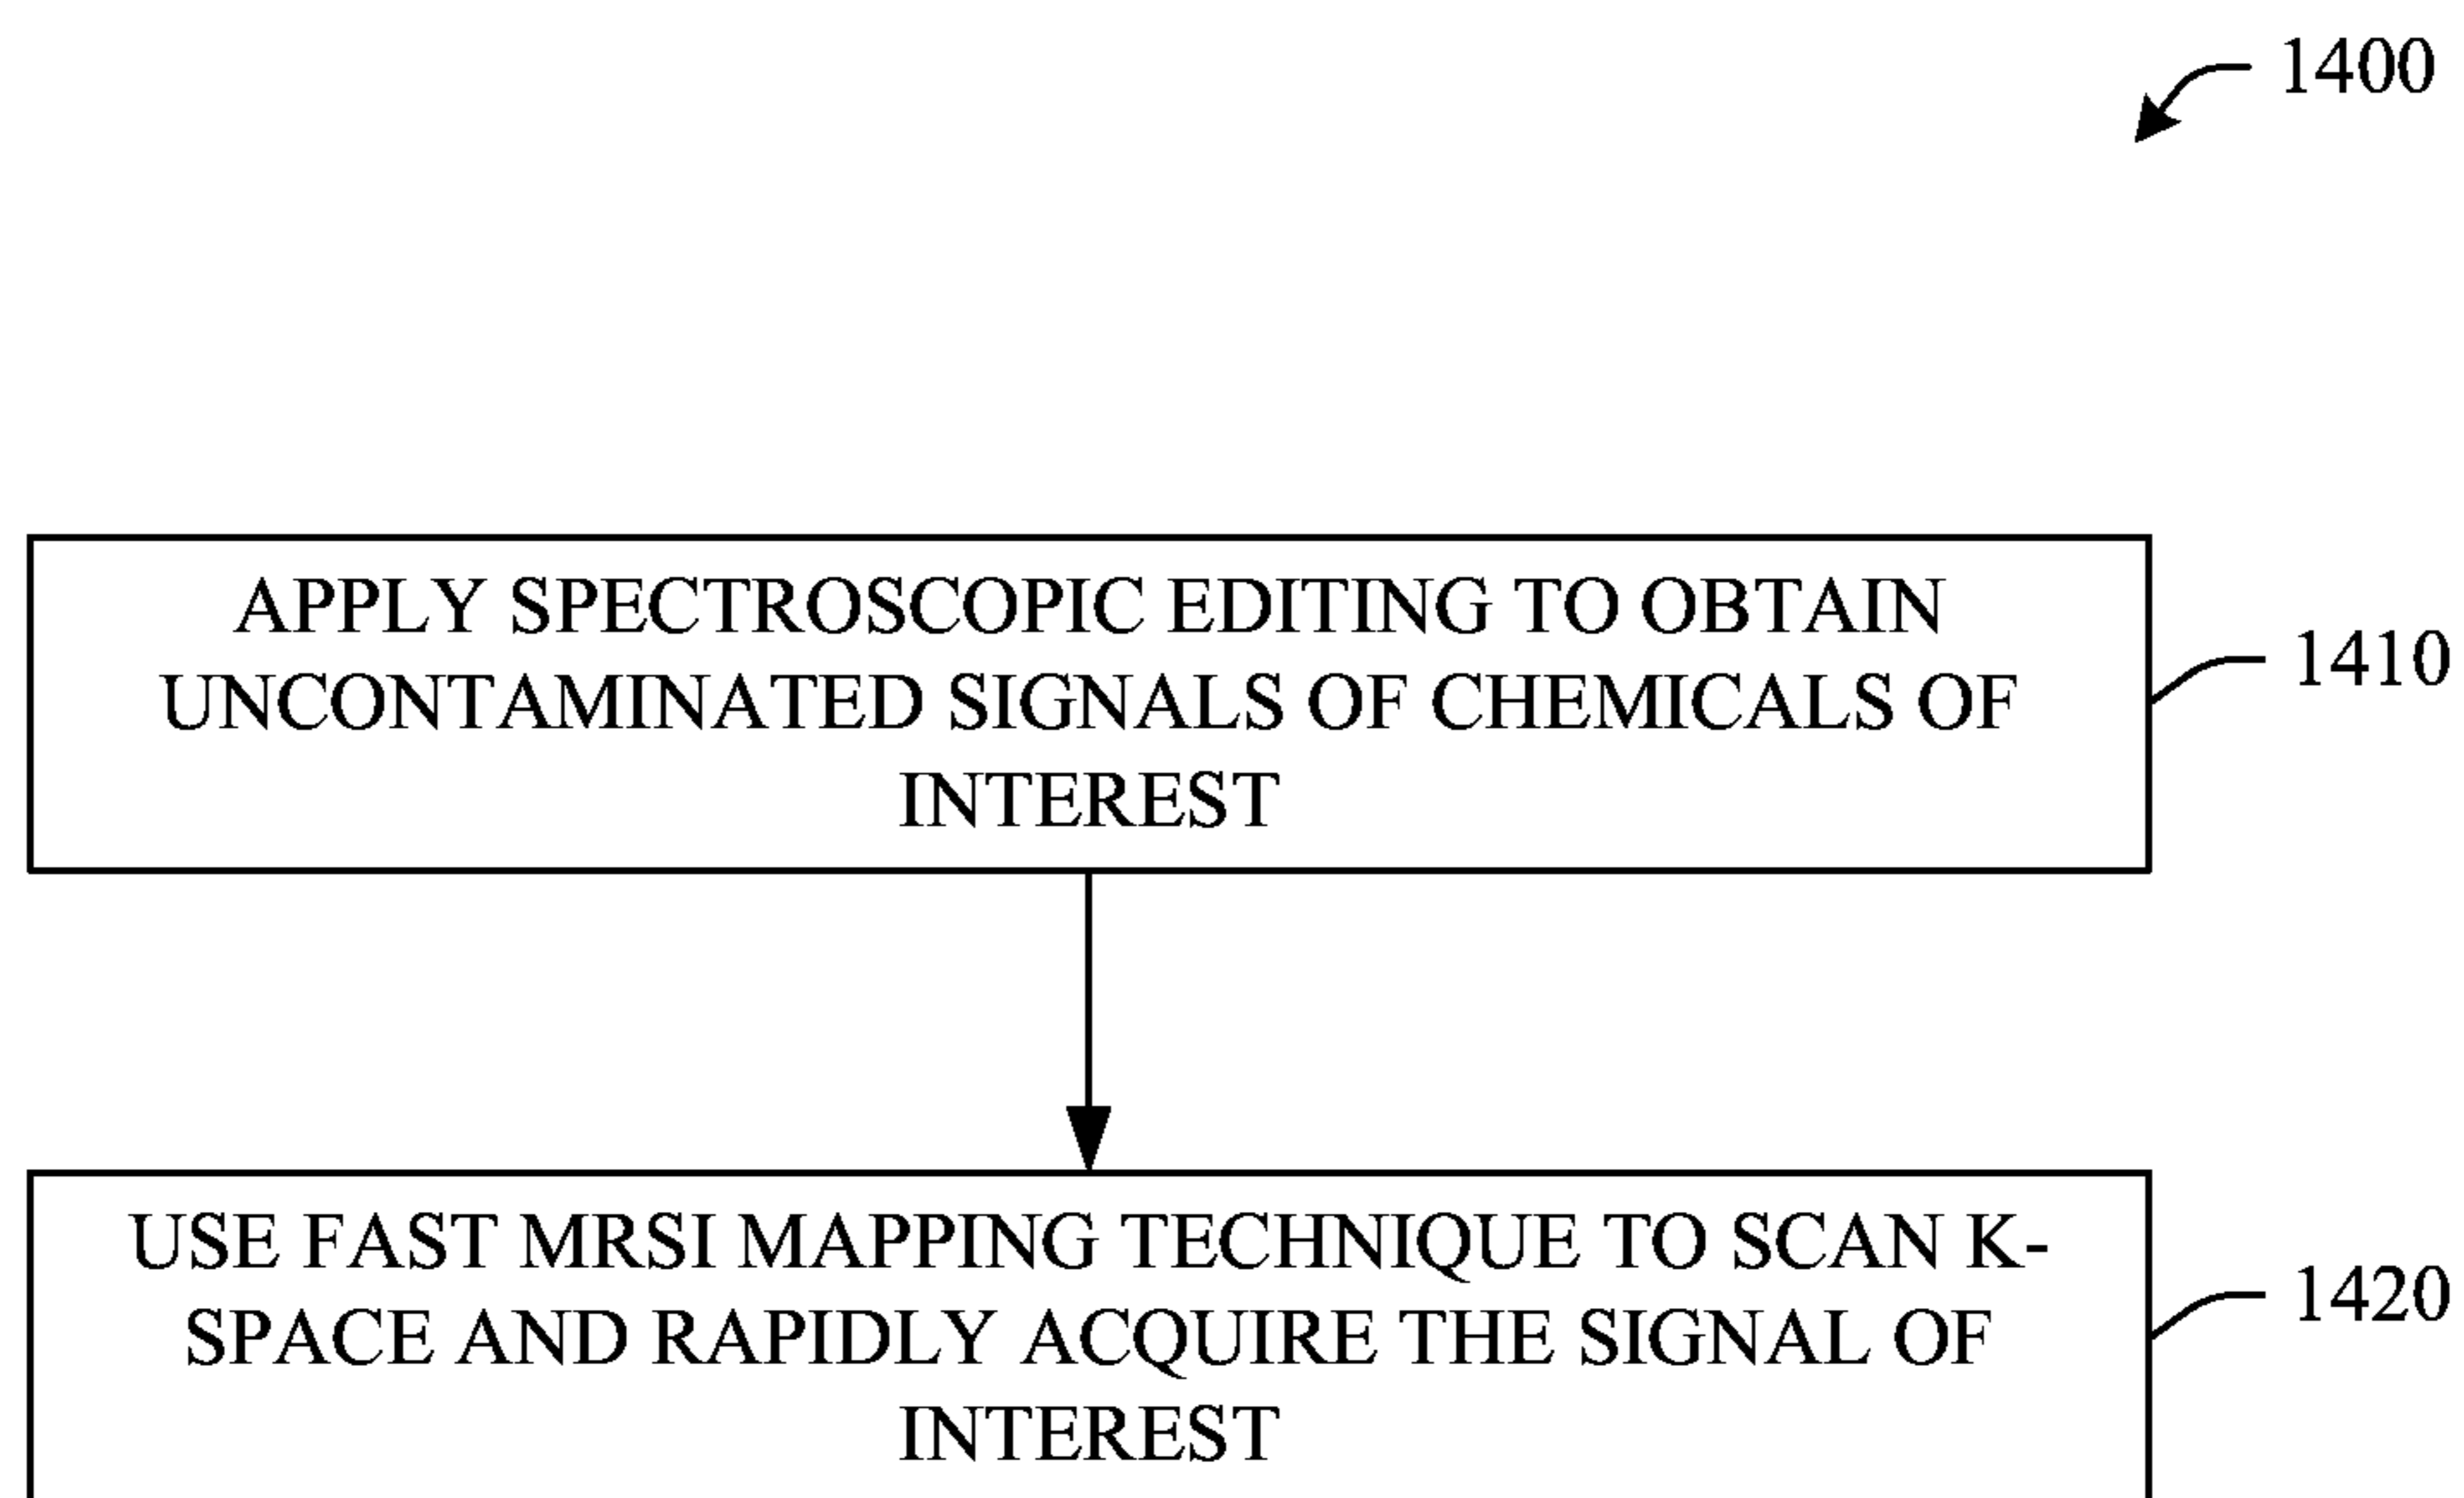 1400
APPLY SPECTROSCOPIC EDITING TO OBTAIN
UNCONTAMINATED SIGNALS OF CHEMICALS OF
INTEREST
1410
USE FAST MRSI MAPPING TECHNIQUE TO SCAN K-
SPACE AND RAPIDLY ACQUIRE THE SIGNAL OF
INTEREST
1420